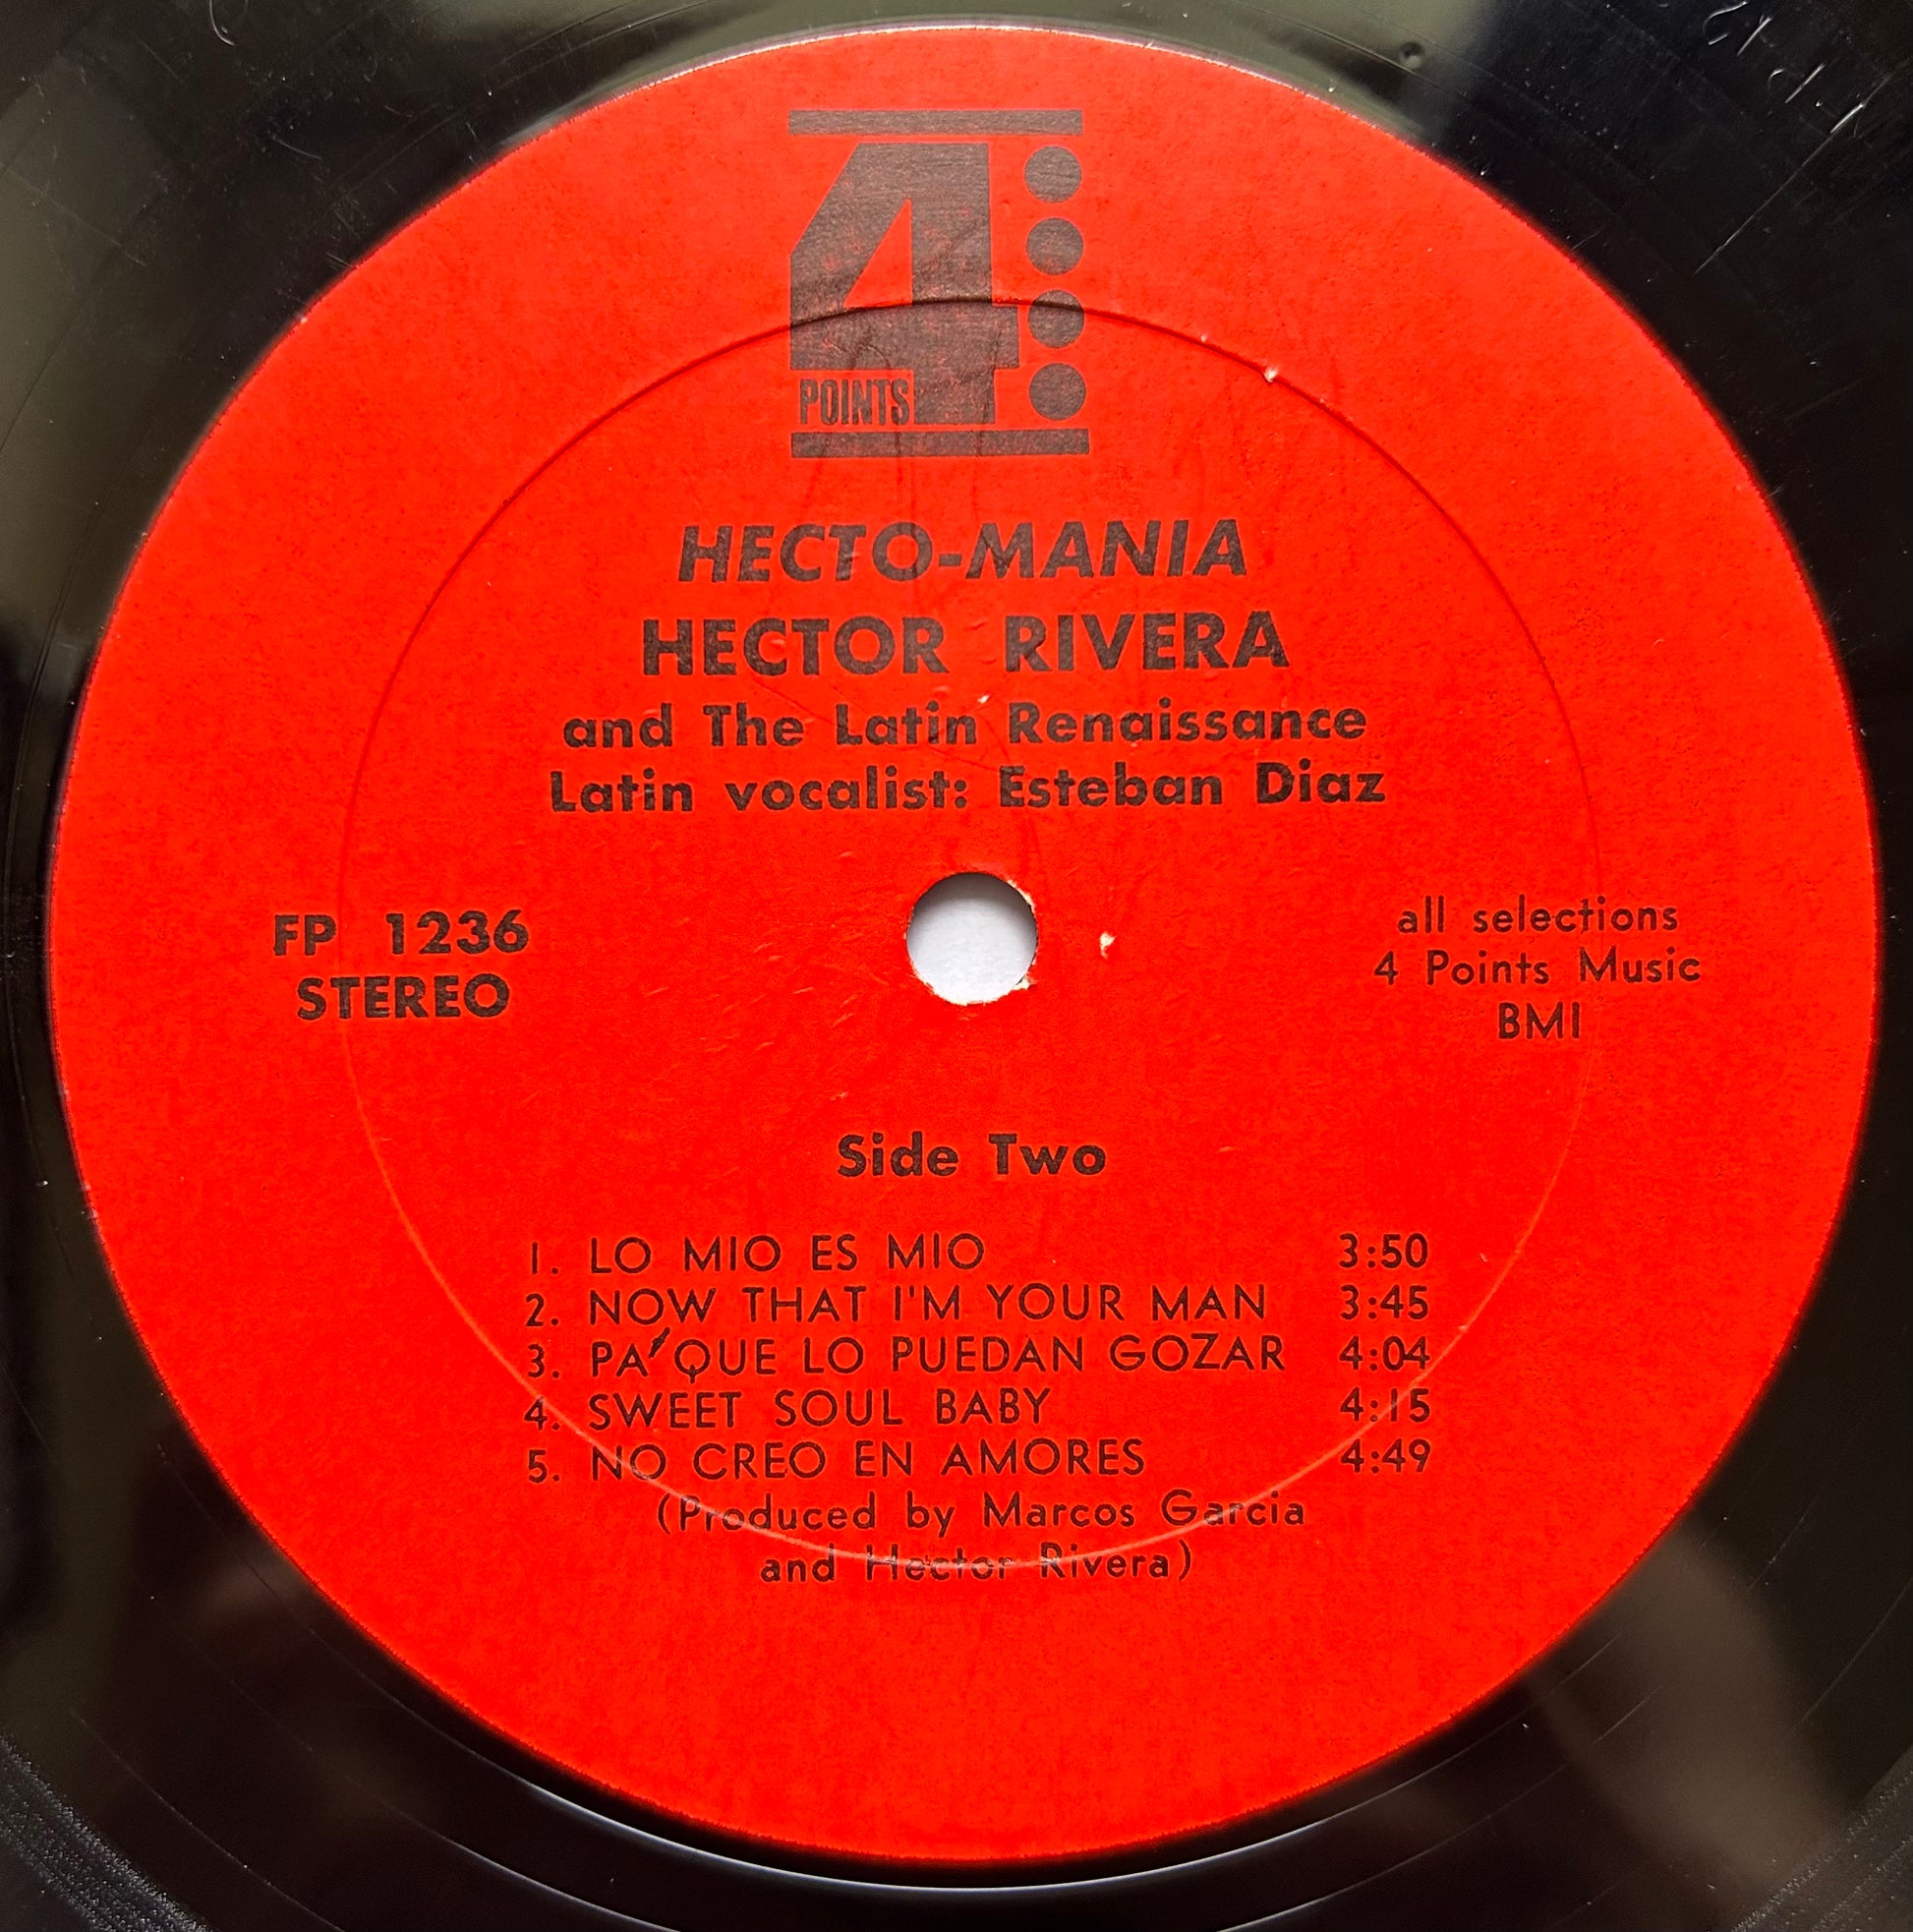 4
POINTS
HECTO-MANIA
HECTOR RIVERA
and The Latin Renaissance
Latin vocalist: Esteban Diaz
FP 1236
STEREO
all selections
4 Points Music
BMI
Side Two
1. LO MIO ES MIO 3:50
2. NOW THAT I'M YOUR MAN 3:45
3. PA' QUE LO PUEDAN GOZAR 4:04
4. SWEET SOUL BABY 4:15
5. NO CREO EN AMORES 4:49
(Produced by Marcos Garcia
and Hector Rivera)